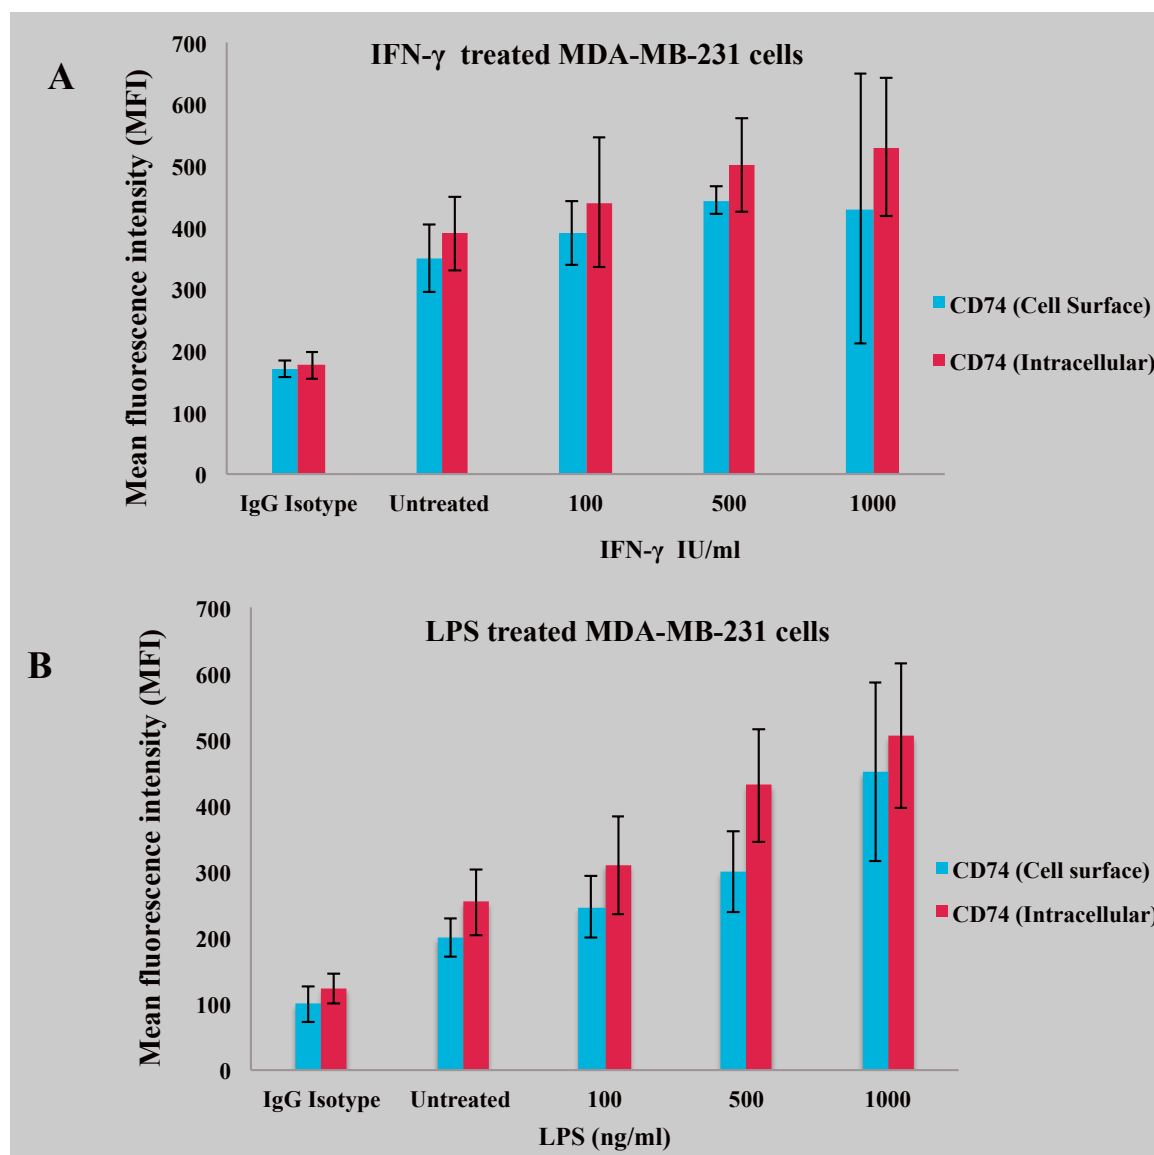 A
IFN-γ treated MDA-MB-231 cells
Mean fluorescence intensity (MFI)
700
600
500
400
300
200
100
0
CD74 (Cell Surface)
CD74 (Intracellular)
IgG Isotype Untreated 100 500 1000
IFN-γ IU/ml
B
LPS treated MDA-MB-231 cells
Mean fluorescence intensity (MFI)
700
600
500
400
300
200
100
0
CD74 (Cell surface)
CD74 (Intracellular)
IgG Isotype Untreated 100 500 1000
LPS (ng/ml)